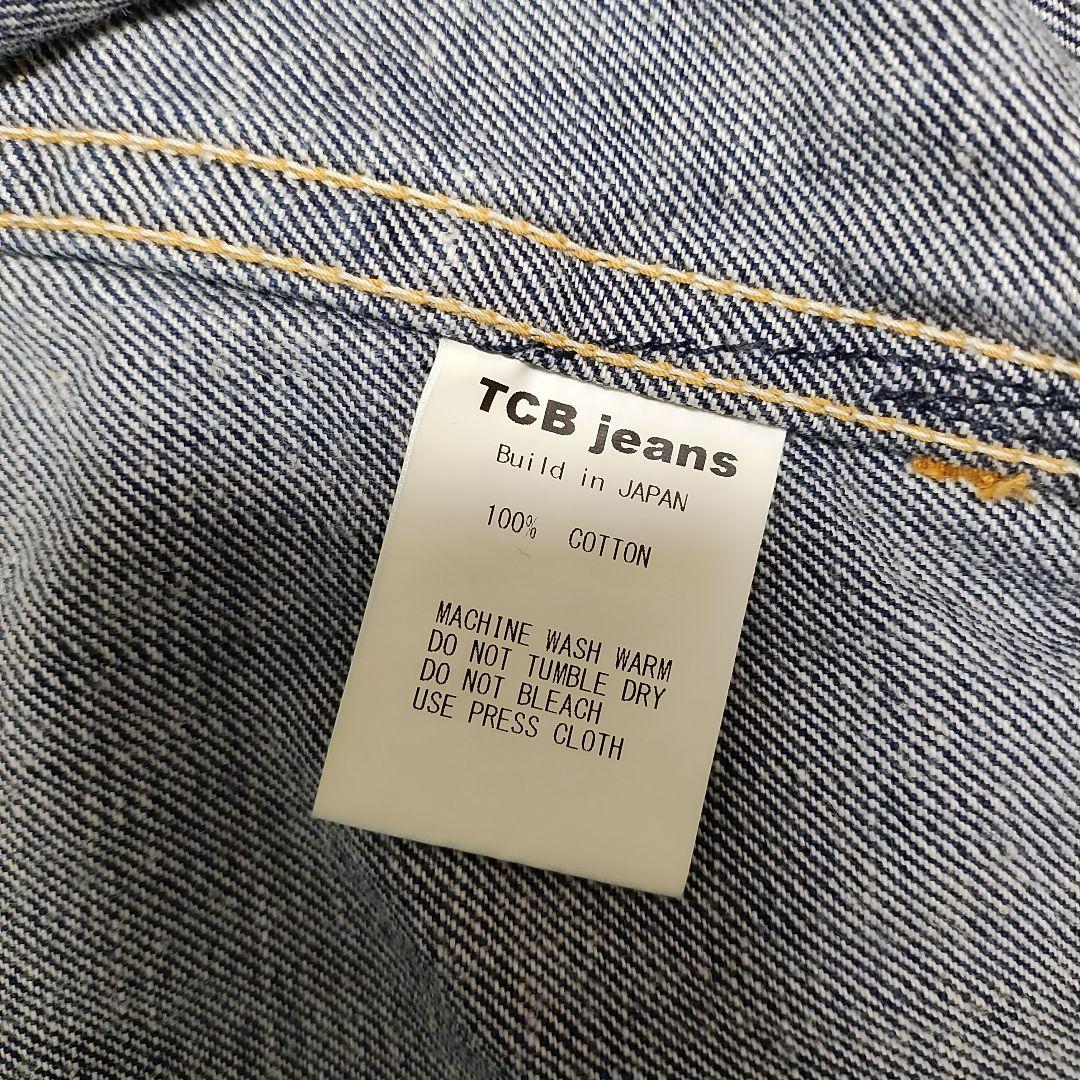 TCB jeans
Build in JAPAN
100% COTTON
MACHINE WASH WARM
DO NOT TUMBLE DRY
DO NOT BLEACH
USE PRESS CLOTH